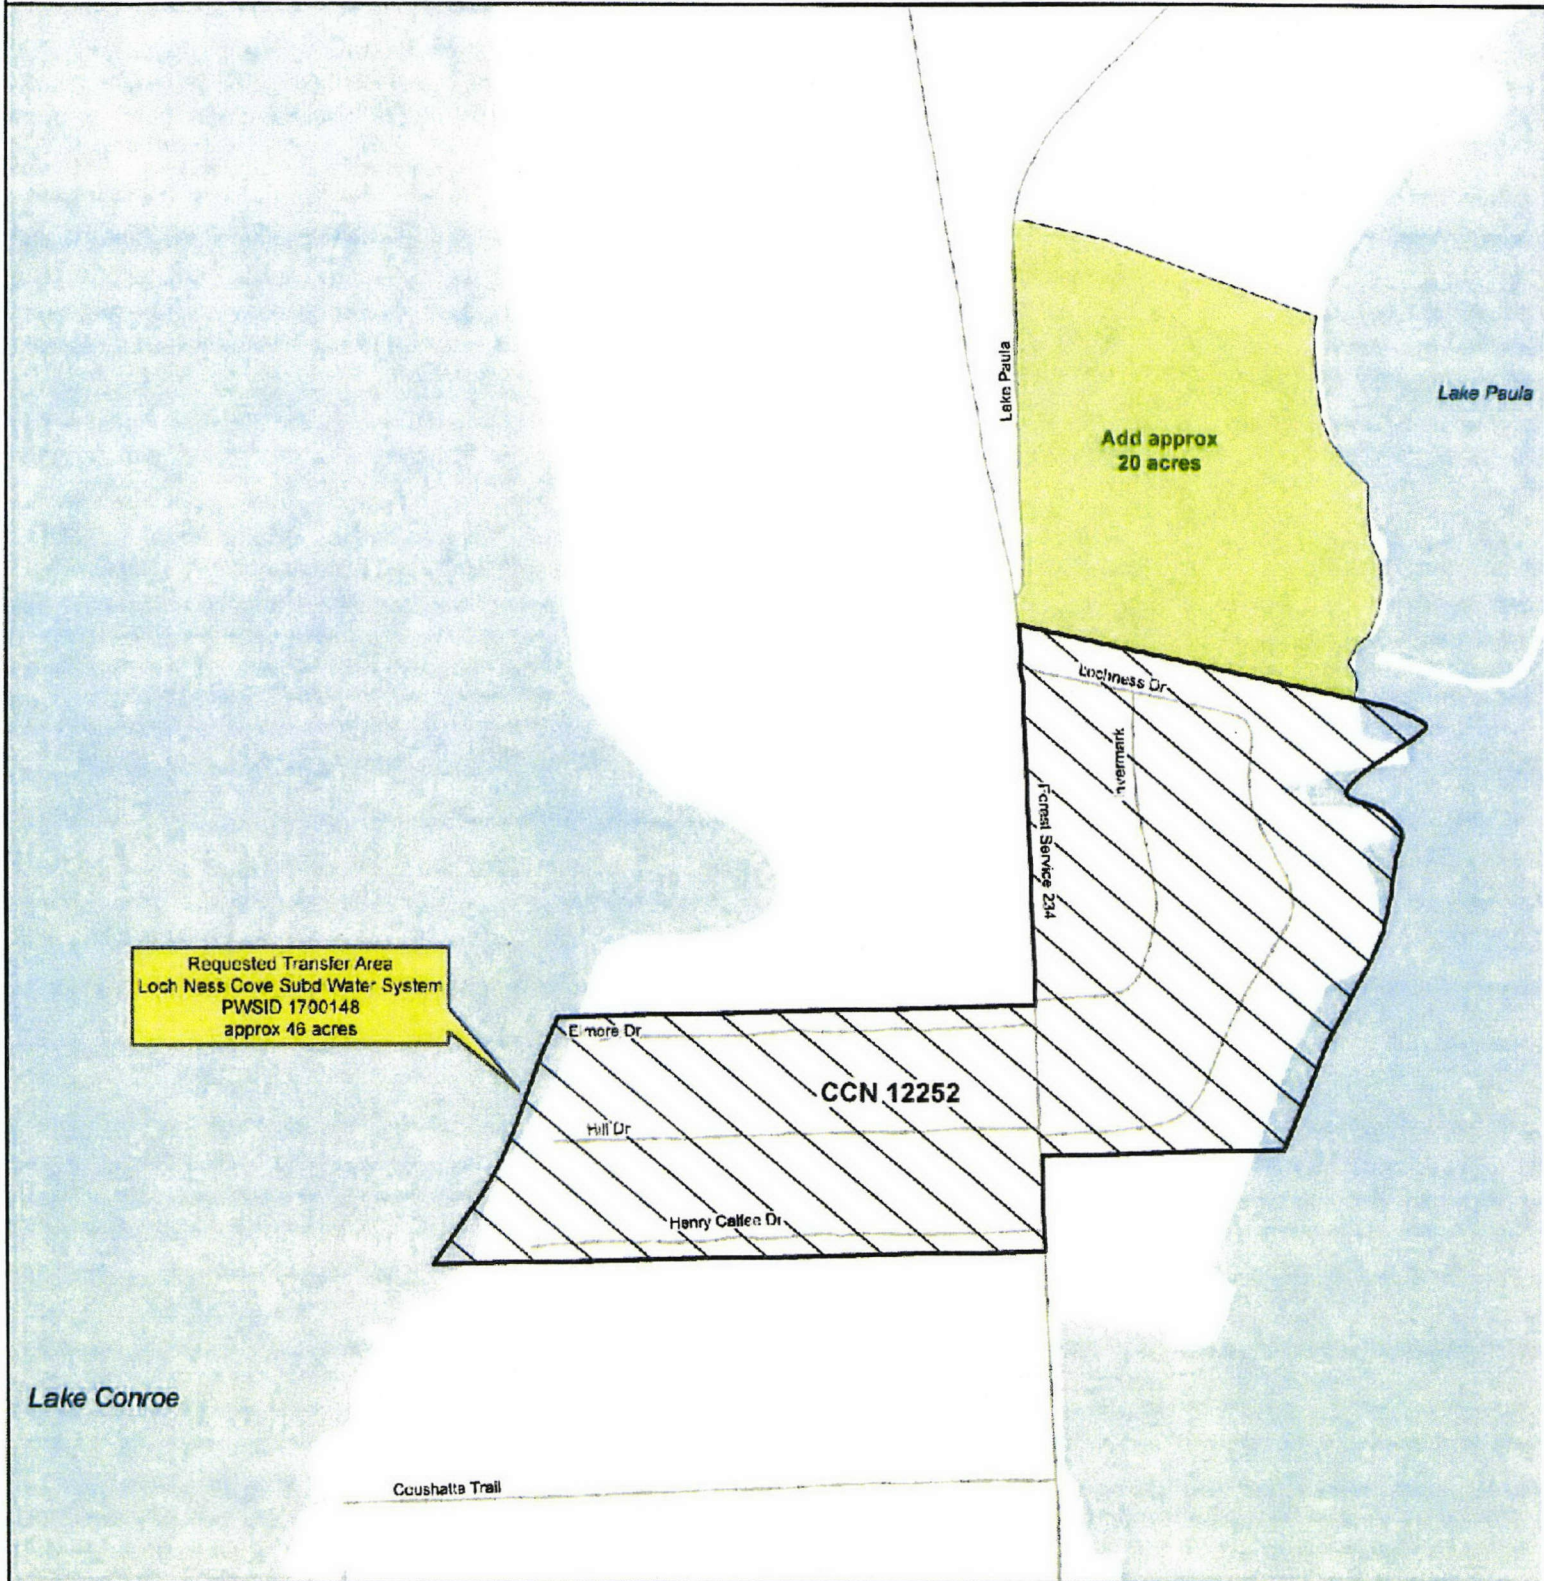 Lake Paula
Lake Paula
Add approx
20 acres
Lochness Dr
Invermark
Forest Service 234
Requested Transfer Area
Loch Ness Cove Subd Water System
PWSID 1700148
approx 46 acres
Elmore Dr
CCN 12252
Hill Dr
Henry Calfee Dr
Lake Conroe
Coushatta Trail